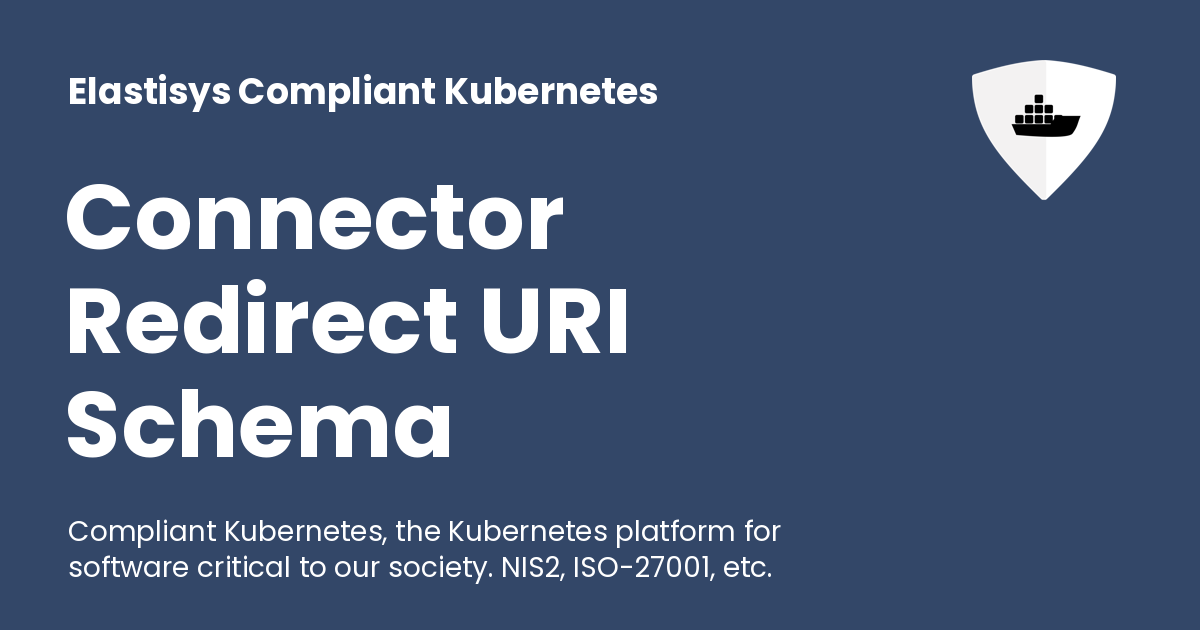 Elastisys Compliant Kubernetes
Connector
Redirect URI
Schema
Compliant Kubernetes, the Kubernetes platform for
software critical to our society. NIS2, ISO-27001, etc.